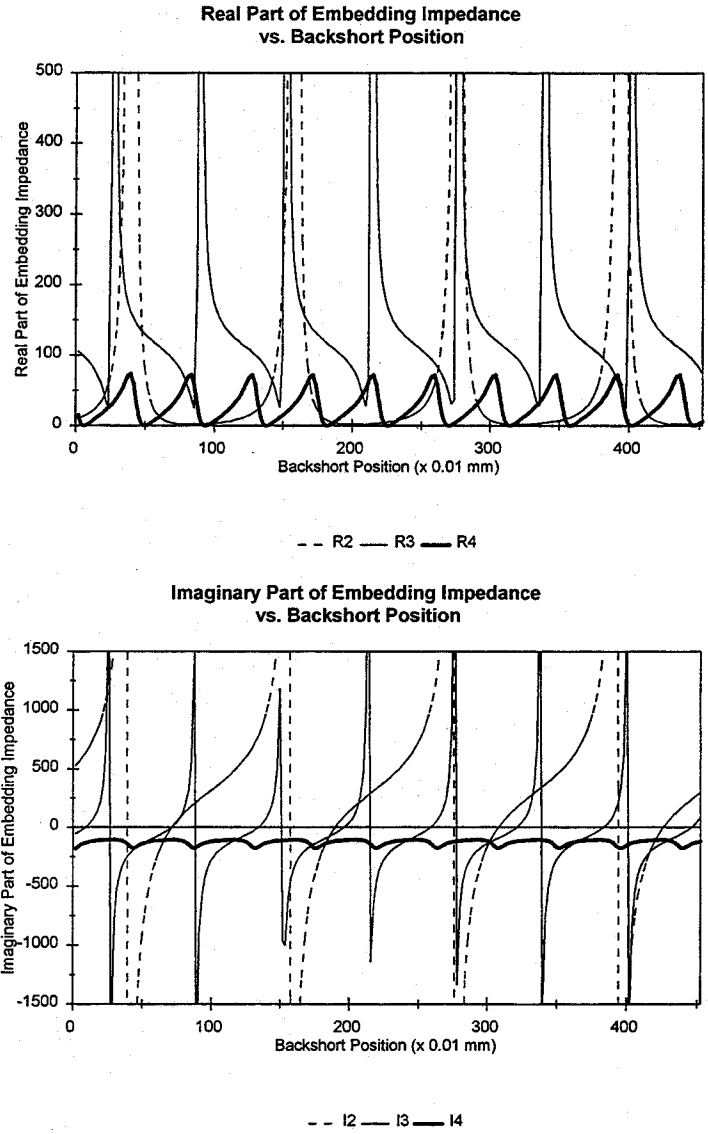 Real Part of Embedding Impedance
vs. Backshort Position
500
400
300
200
100
0
Real Part of Embedding Impedance
0 100 200 300 400
Backshort Position (x 0.01 mm)
R2 R3 R4
Imaginary Part of Embedding Impedance
vs. Backshort Position
1500
1000
500
0
-500
-1000
-1500
Imaginary Part of Embedding Impedance
0 100 200 300 400
Backshort Position (x 0.01 mm)
I2 I3 I4